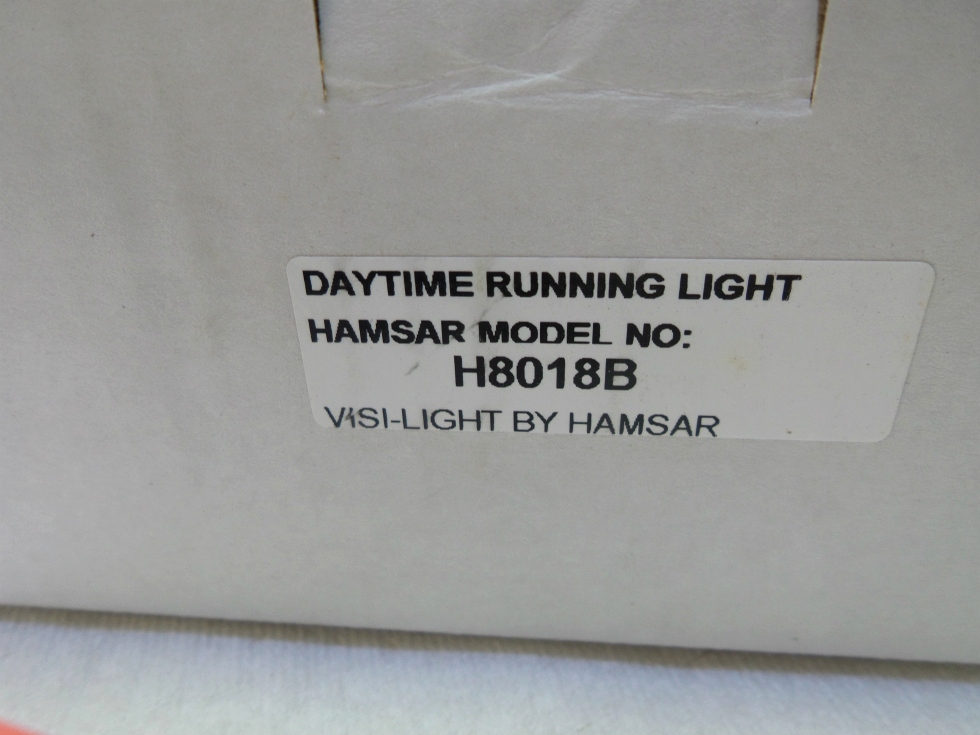 DAYTIME RUNNING LIGHT
HAMSAR MODEL NO:
H8018B
VISI-LIGHT BY HAMSAR